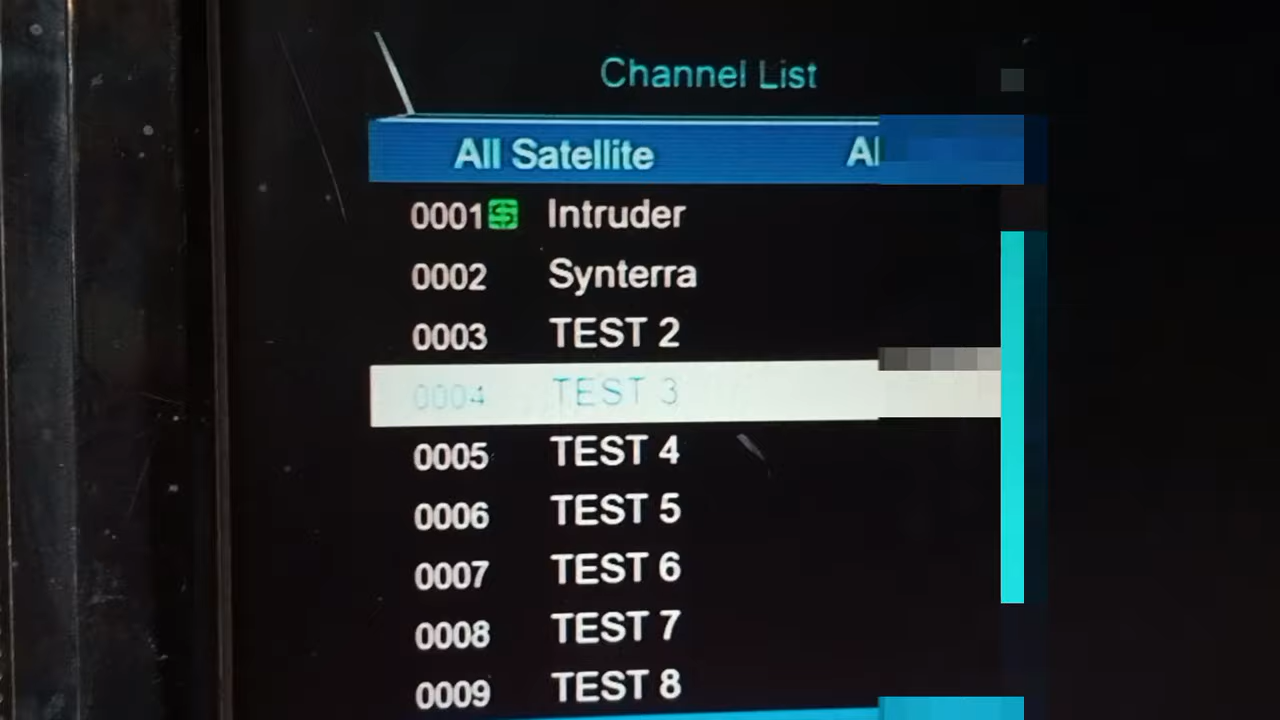 Channel List
All Satellite
0001 Intruder
0002 Synterra
0003 TEST 2
0004 TEST 3
0005 TEST 4
0006 TEST 5
0007 TEST 6
0008 TEST 7
0009 TEST 8